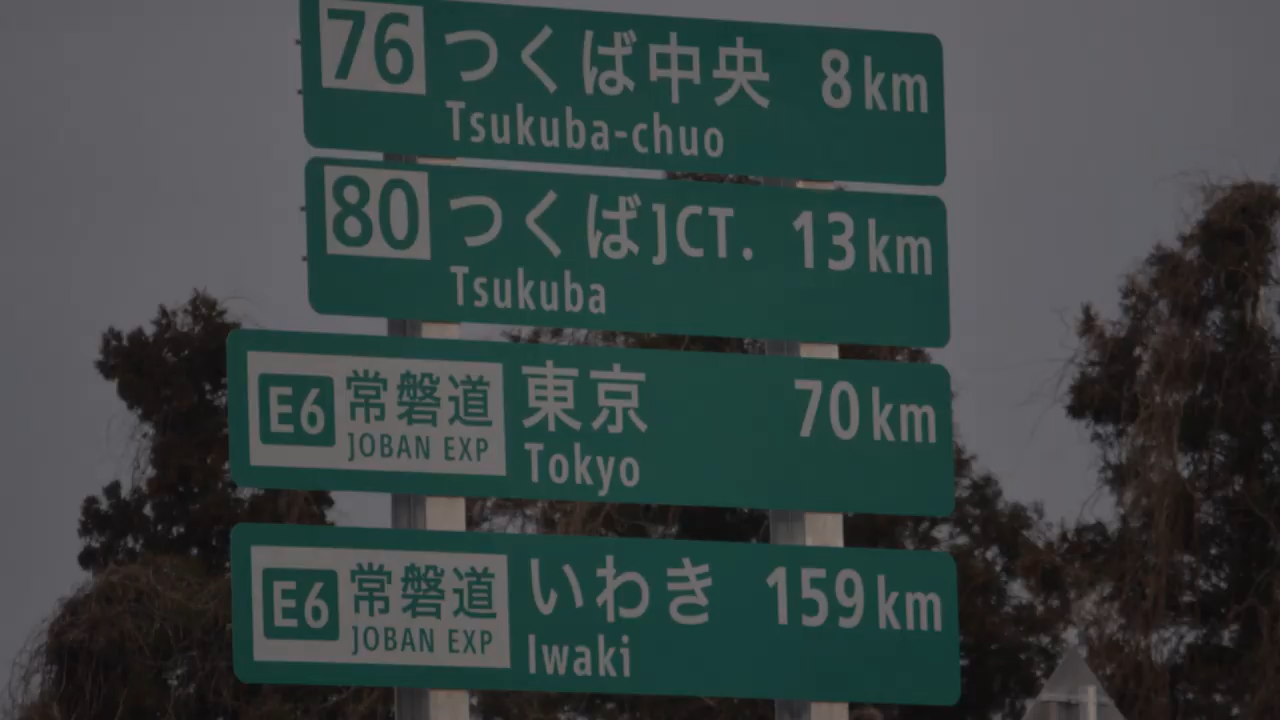 76 つくば中央 8km
Tsukuba-chuo
80 つくばJCT. 13km
Tsukuba
E6 常磐道 東京 70km
JOBAN EXP Tokyo
E6 常磐道 いわき 159km
JOBAN EXP Iwaki